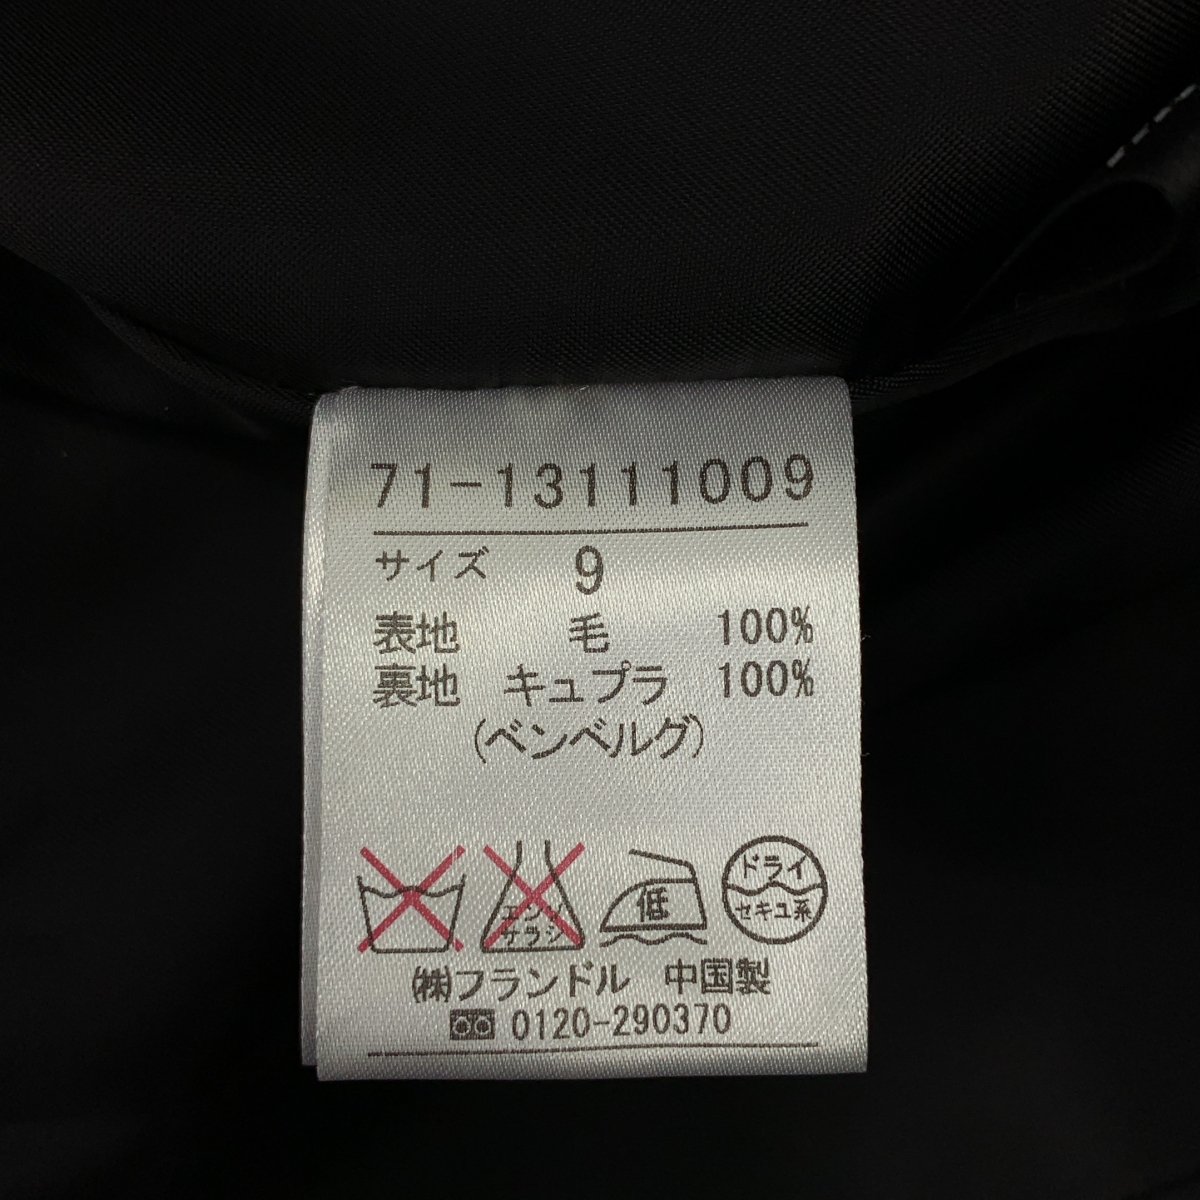 71-13111009
サイズ 9
表地 毛 100%
裏地 キュプラ 100%
(ベンベルグ)
エンソ
サラシ
低
ドライ
セキユ系
㈱フランドル 中国製
0120-290370